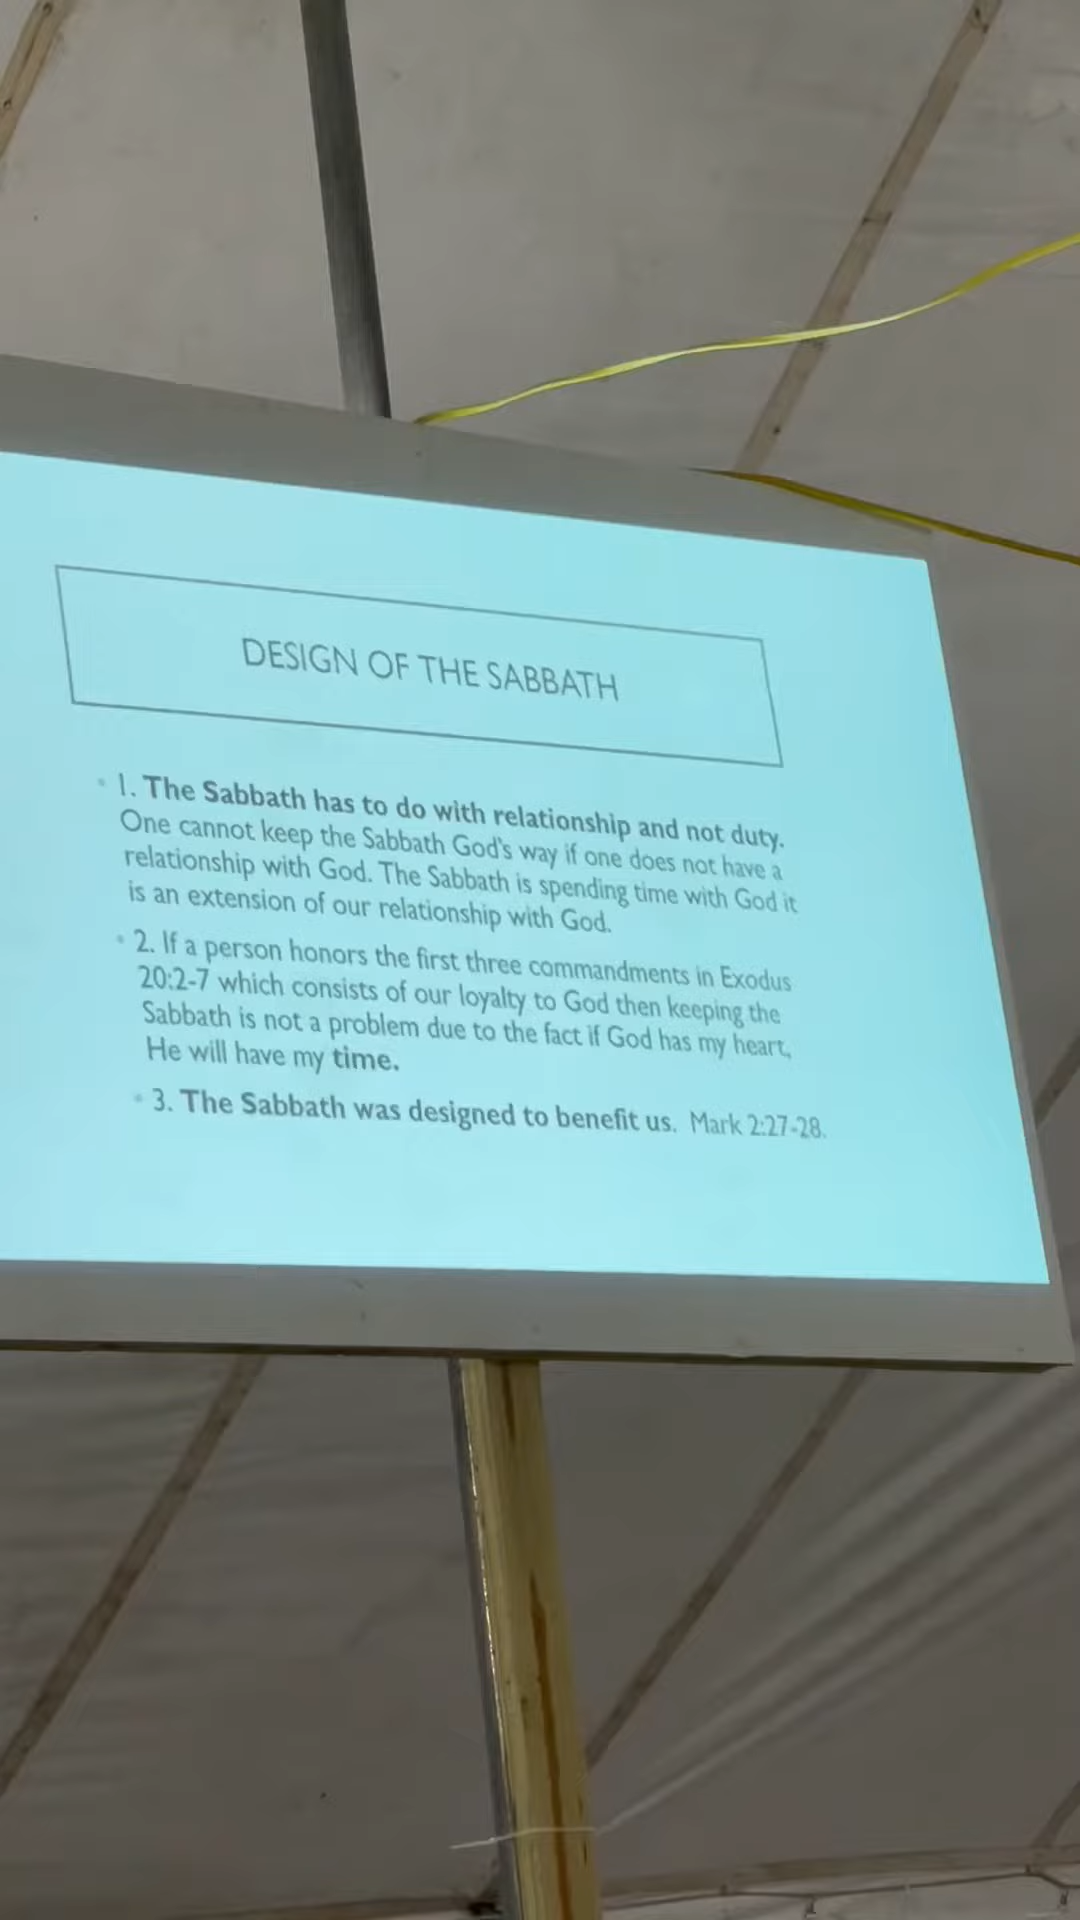 DESIGN OF THE SABBATH
• 1. The Sabbath has to do with relationship and not duty.
One cannot keep the Sabbath God's way if one does not have a
relationship with God. The Sabbath is spending time with God it
is an extension of our relationship with God.
• 2. If a person honors the first three commandments in Exodus
20:2-7 which consists of our loyalty to God then keeping the
Sabbath is not a problem due to the fact if God has my heart,
He will have my time.
• 3. The Sabbath was designed to benefit us. Mark 2:27-28.